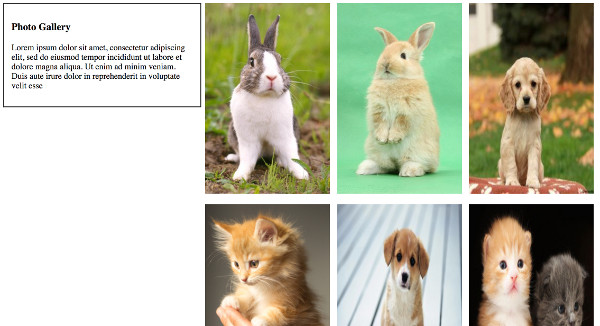 Photo Gallery
Lorem ipsum dolor sit amet, consectetur adipiscing
elit, sed do eiusmod tempor incididunt ut labore et
dolore magna aliqua. Ut enim ad minim veniam.
Duis aute irure dolor in reprehenderit in voluptate
velit esse